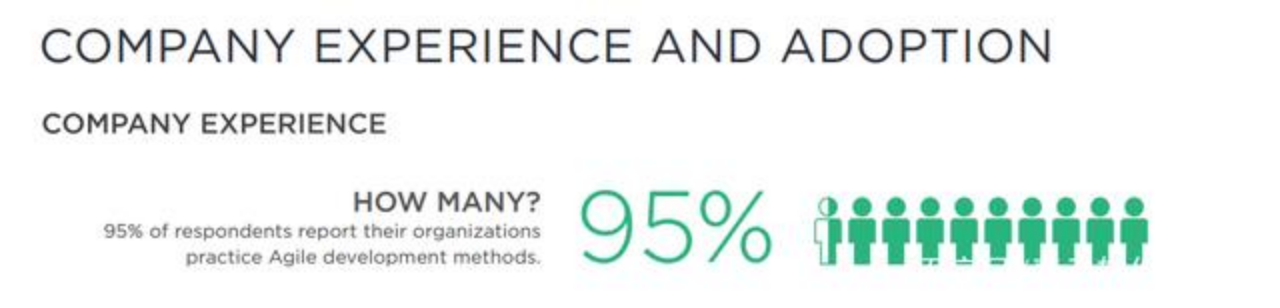 COMPANY EXPERIENCE AND ADOPTION
COMPANY EXPERIENCE
HOW MANY?
95% of respondents report their organizations
practice Agile development methods.
95%